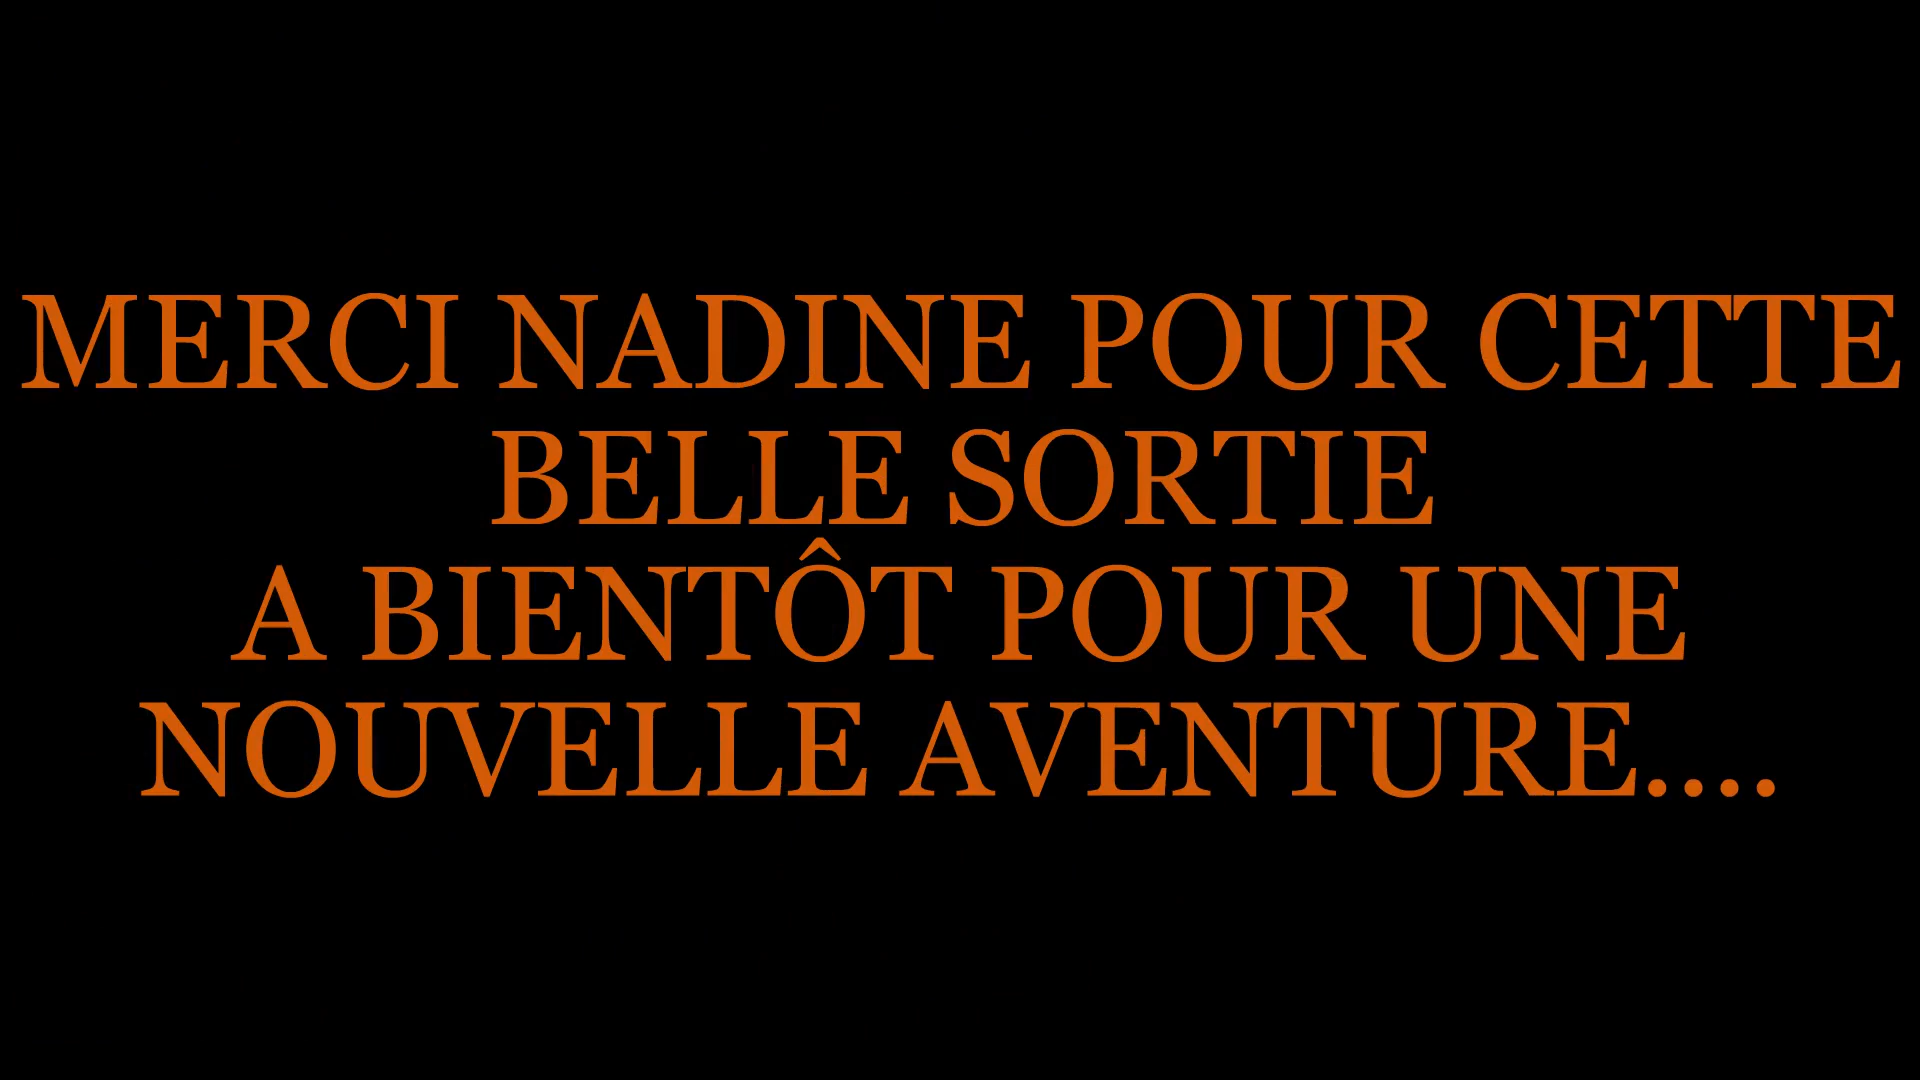 MERCI NADINE POUR CETTE
BELLE SORTIE
A BIENTÔT POUR UNE
NOUVELLE AVENTURE....